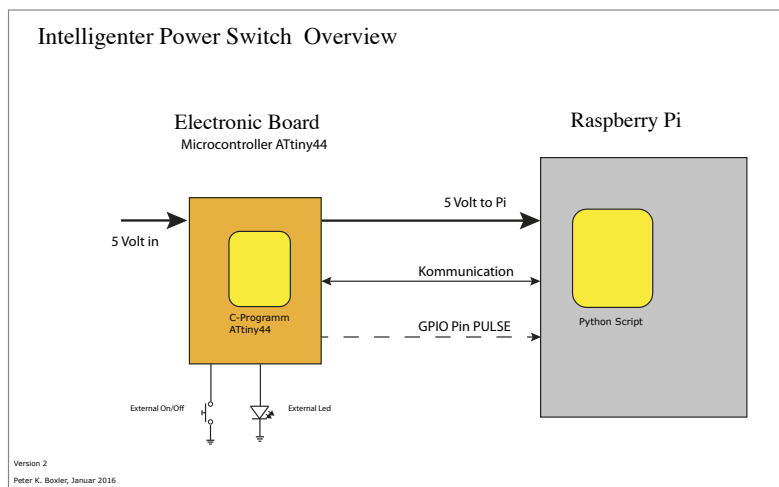 Intelligenter Power Switch  Overview
Electronic Board
Microcontroller ATtiny44
Raspberry Pi
5 Volt in
5 Volt to Pi
Kommunication
GPIO Pin PULSE
C-Programm
ATtiny44
Python Script
External On/Off
External Led
Version 2
Peter K. Boxler, Januar 2016